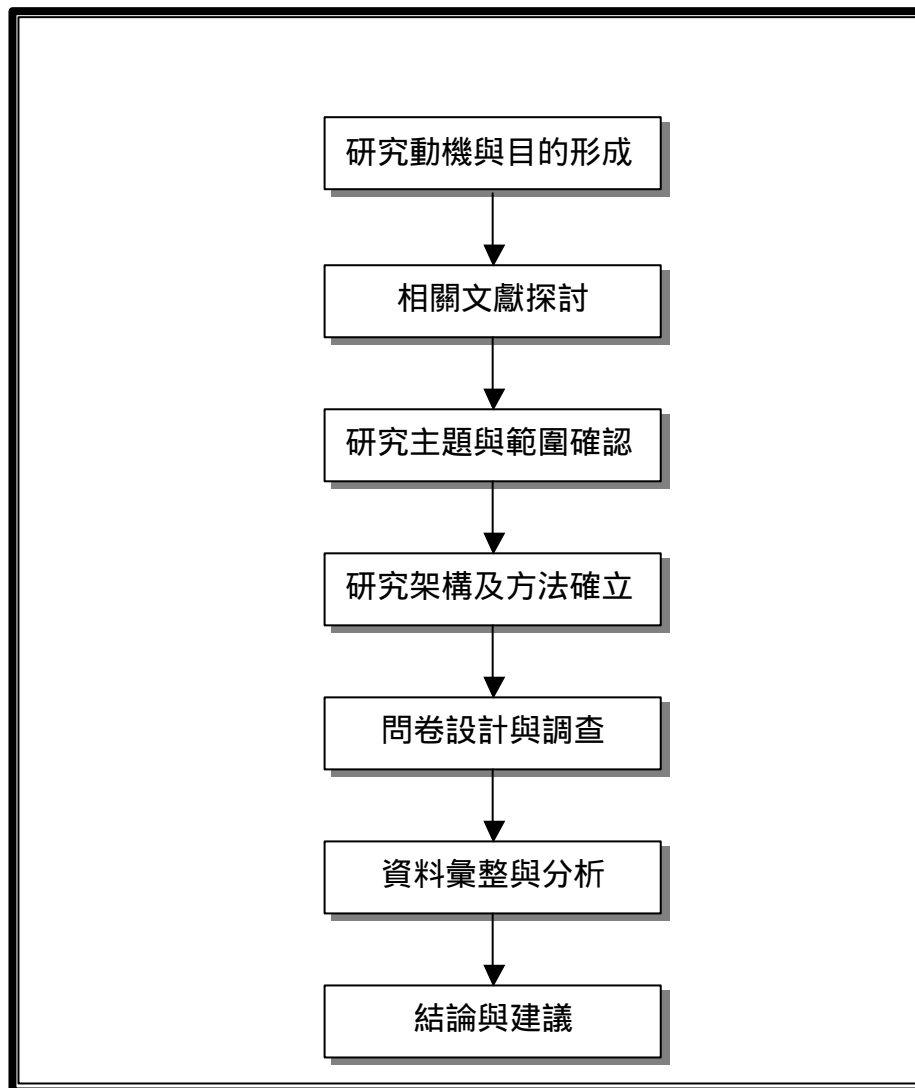 研究動機與目的形成
相關文獻探討
研究主題與範圍確認
研究架構及方法確立
問卷設計與調查
資料彙整與分析
結論與建議